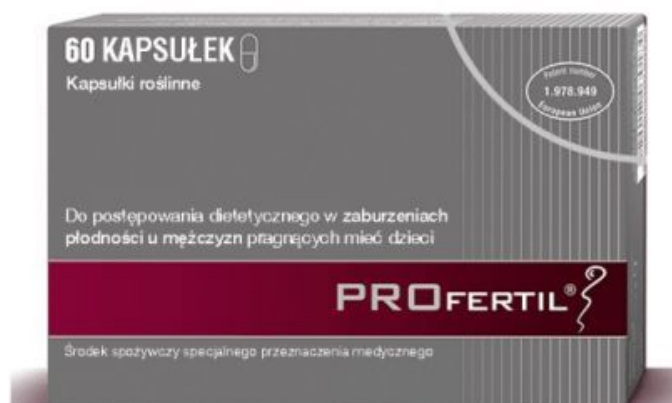 60 KAPSUŁEK
Kapsułki roślinne
Patent number
1.978.949
European Union
Do postępowania dietetycznego w zaburzeniach
płodności u mężczyzn pragnących mieć dzieci
PROFERTIL®
Środek spożywczy specjalnego przeznaczenia medycznego